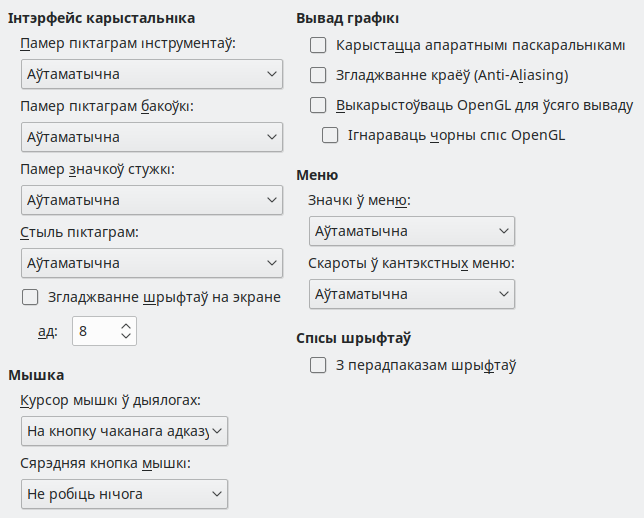 Інтэрфейс карыстальніка
Памер піктаграм інструментаў:
Аўтаматычна
Памер піктаграм бакоўкі:
Аўтаматычна
Памер значкоў стужкі:
Аўтаматычна
Стыль піктаграм:
Аўтаматычна
Згладжванне шрыфтаў на экране
ад: 8
Мышка
Курсор мышкі ў дыялогах:
На кнопку чаканага адказу
Сярэдняя кнопка мышкі:
Не робіць нічога
Вывад графікі
Карыстацца апаратнымі паскаральнікамі
Згладжванне краёў (Anti-Aliasing)
Выкарыстоўваць OpenGL для ўсяго вываду
Ігнараваць чорны спіс OpenGL
Меню
Значкі ў меню:
Аўтаматычна
Скароты ў кантэкстных меню:
Аўтаматычна
Спісы шрыфтаў
З перадпаказам шрыфтаў